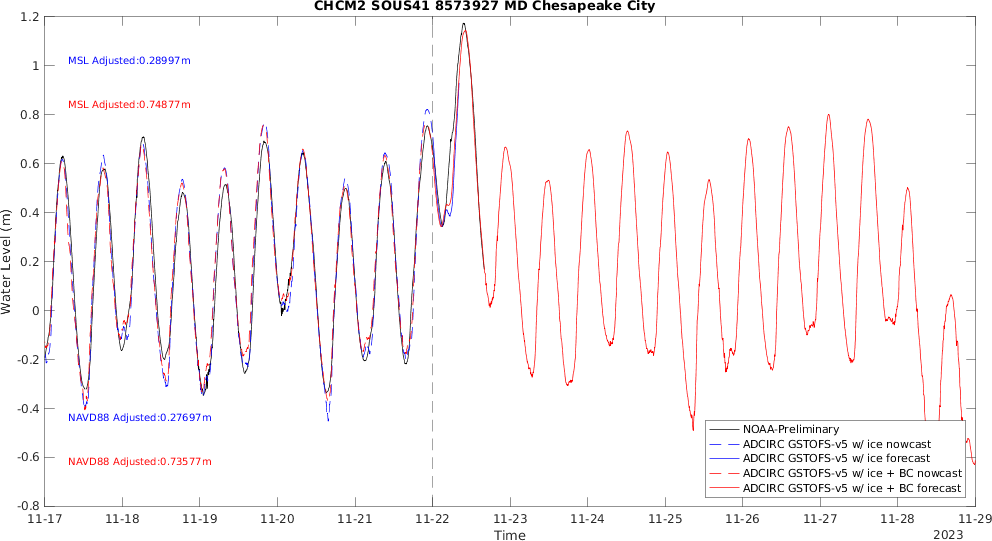 CHCM2 SOUS41 8573927 MD Chesapeake City
1.2
1
0.8
0.6
0.4
0.2
0
-0.2
-0.4
-0.6
-0.8
Water Level (m)
MSL Adjusted:0.28997m
MSL Adjusted:0.74877m
NAVD88 Adjusted:0.27697m
NAVD88 Adjusted:0.73577m
NOAA-Preliminary
ADCIRC GSTOFS-v5 w/ ice nowcast
ADCIRC GSTOFS-v5 w/ ice forecast
ADCIRC GSTOFS-v5 w/ ice + BC nowcast
ADCIRC GSTOFS-v5 w/ ice + BC forecast
11-17 11-18 11-19 11-20 11-21 11-22 11-23 11-24 11-25 11-26 11-27 11-28 11-29
Time
2023